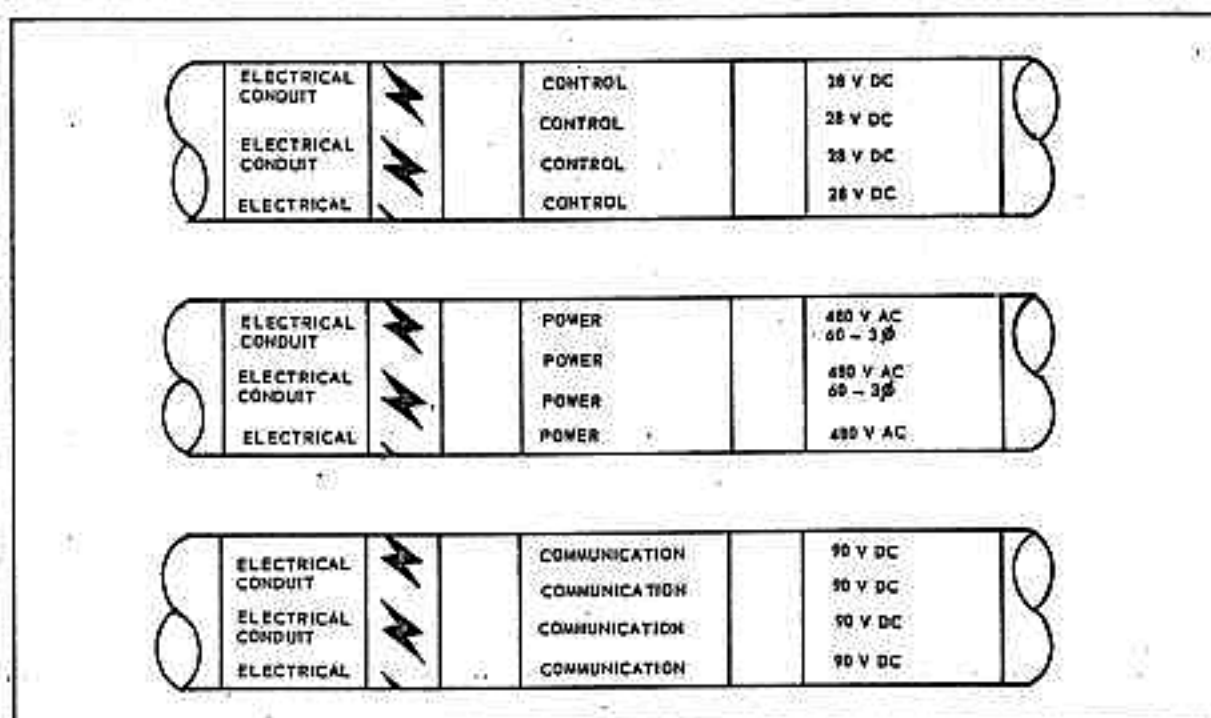 ELECTRICAL
CONDUIT
ELECTRICAL
CONDUIT
ELECTRICAL
CONTROL
CONTROL
CONTROL
CONTROL
28 V DC
28 V DC
28 V DC
28 V DC
ELECTRICAL
CONDUIT
ELECTRICAL
CONDUIT
ELECTRICAL
POWER
POWER
POWER
POWER
480 V AC
60 - 3Ø
480 V AC
60 - 3Ø
480 V AC
ELECTRICAL
CONDUIT
ELECTRICAL
CONDUIT
ELECTRICAL
COMMUNICATION
COMMUNICATION
COMMUNICATION
COMMUNICATION
90 V DC
90 V DC
90 V DC
90 V DC